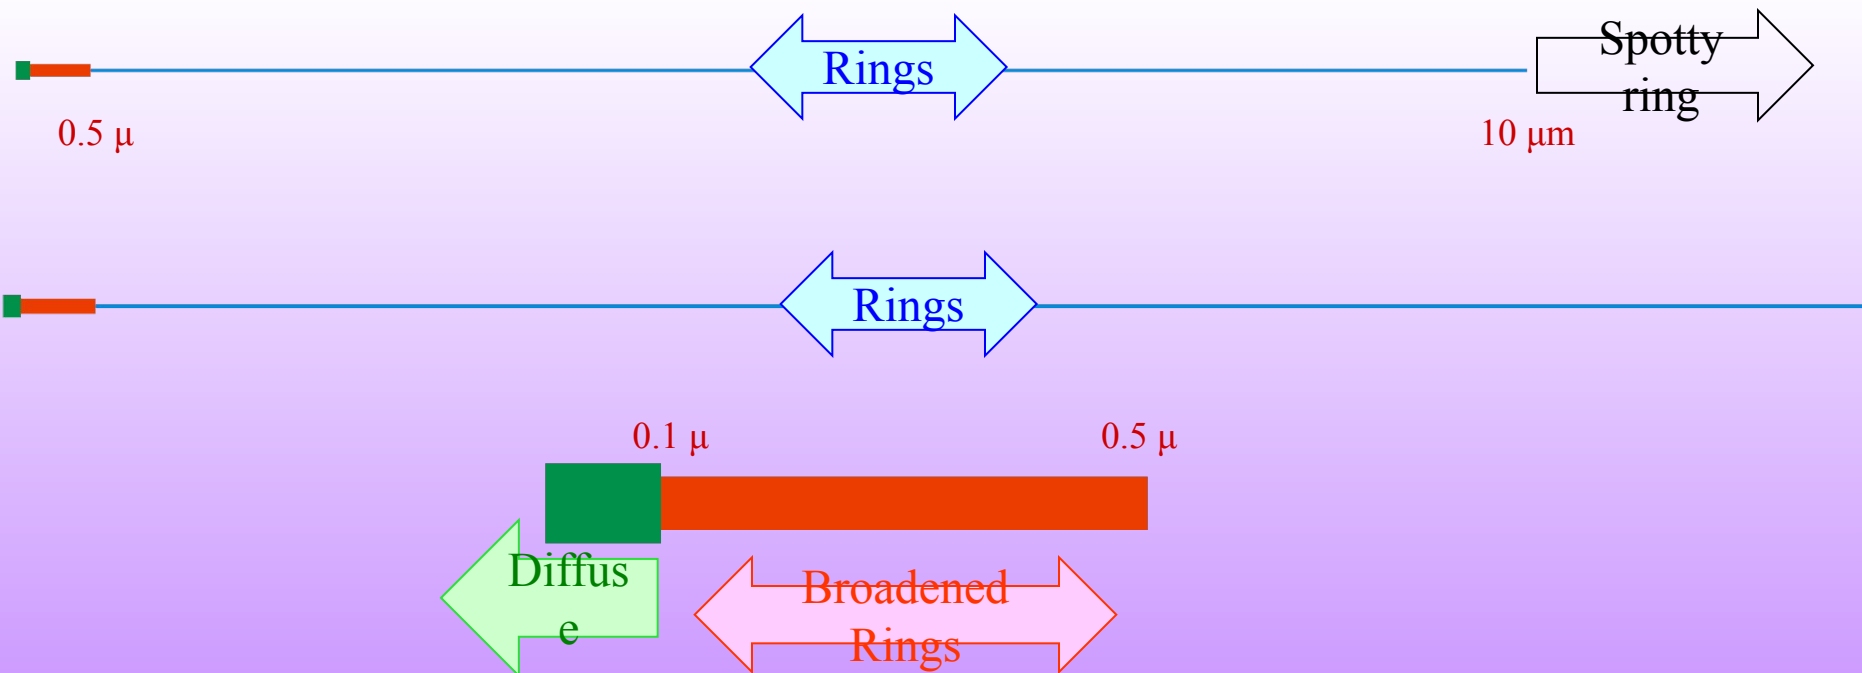 Rings
Spotty
ring
0.5 μ
10 μm
Rings
0.1 μ
0.5 μ
Diffus
e
Broadened
Rings